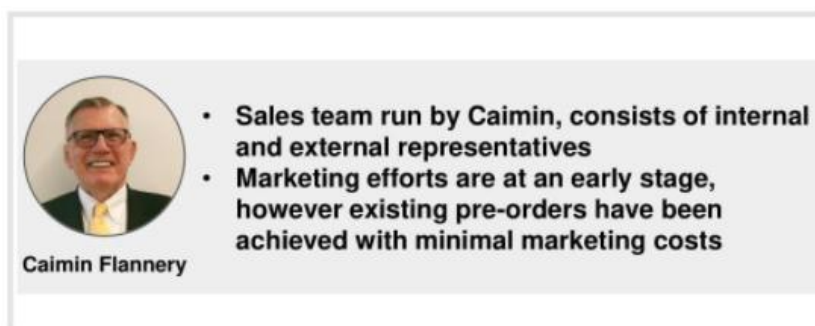 • Sales team run by Caimin, consists of internal
and external representatives
• Marketing efforts are at an early stage,
however existing pre-orders have been
achieved with minimal marketing costs
Caimin Flannery